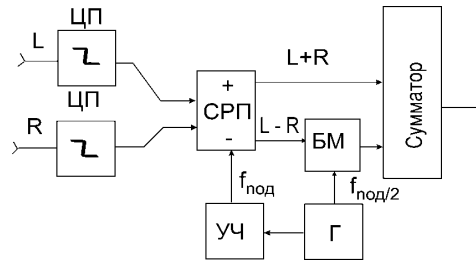 ЦП
L
ЦП
R
+
СРП
-
L+R
L - R
БМ
Сумматор
fпод
fпод/2
УЧ
Г